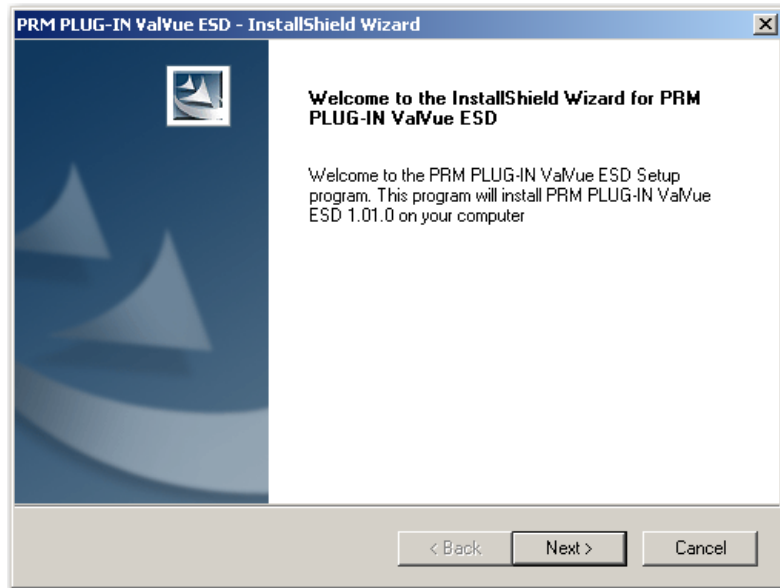 PRM PLUG-IN ValVue ESD - InstallShield Wizard
Welcome to the InstallShield Wizard for PRM
PLUG-IN ValVue ESD
Welcome to the PRM PLUG-IN ValVue ESD Setup
program. This program will install PRM PLUG-IN ValVue
ESD 1.01.0 on your computer
< Back
Next >
Cancel